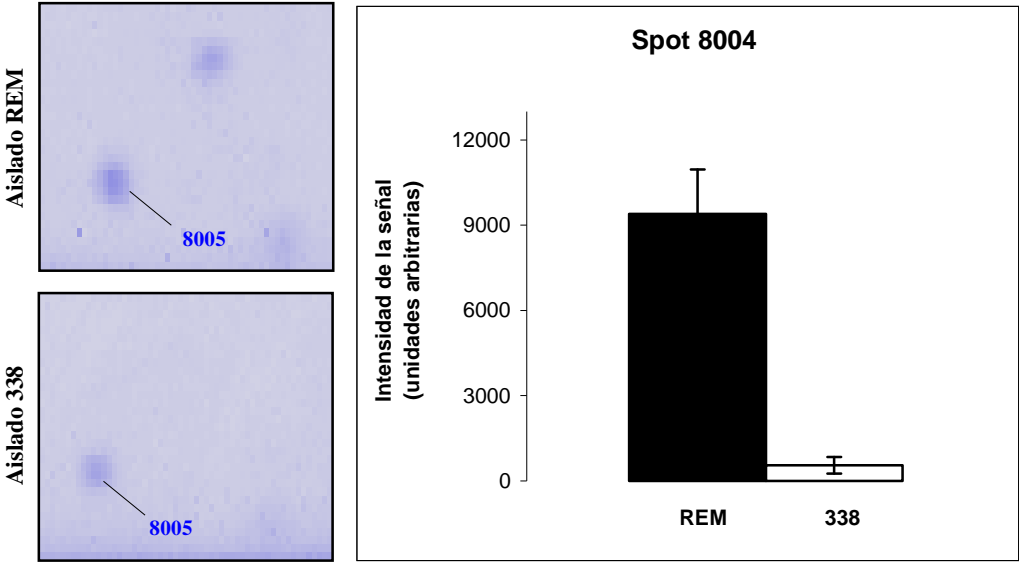 Aislado REM
8005
Aislado 338
8005
Spot 8004
Intensidad de la señal
(unidades arbitrarias)
12000
9000
6000
3000
0
REM
338